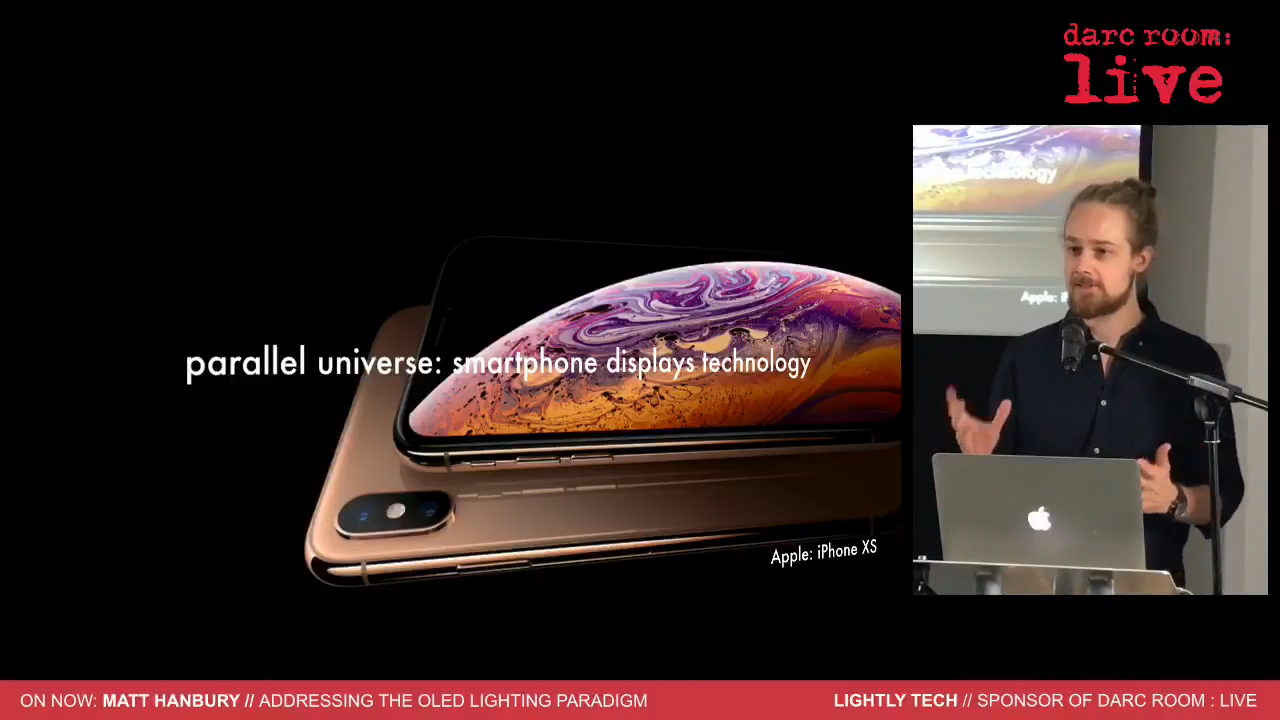 darc room:
live
technology
Apple:
parallel universe: smartphone displays technology
Apple: iPhone XS
ON NOW: MATT HANBURY // ADDRESSING THE OLED LIGHTING PARADIGM
LIGHTLY TECH // SPONSOR OF DARC ROOM : LIVE